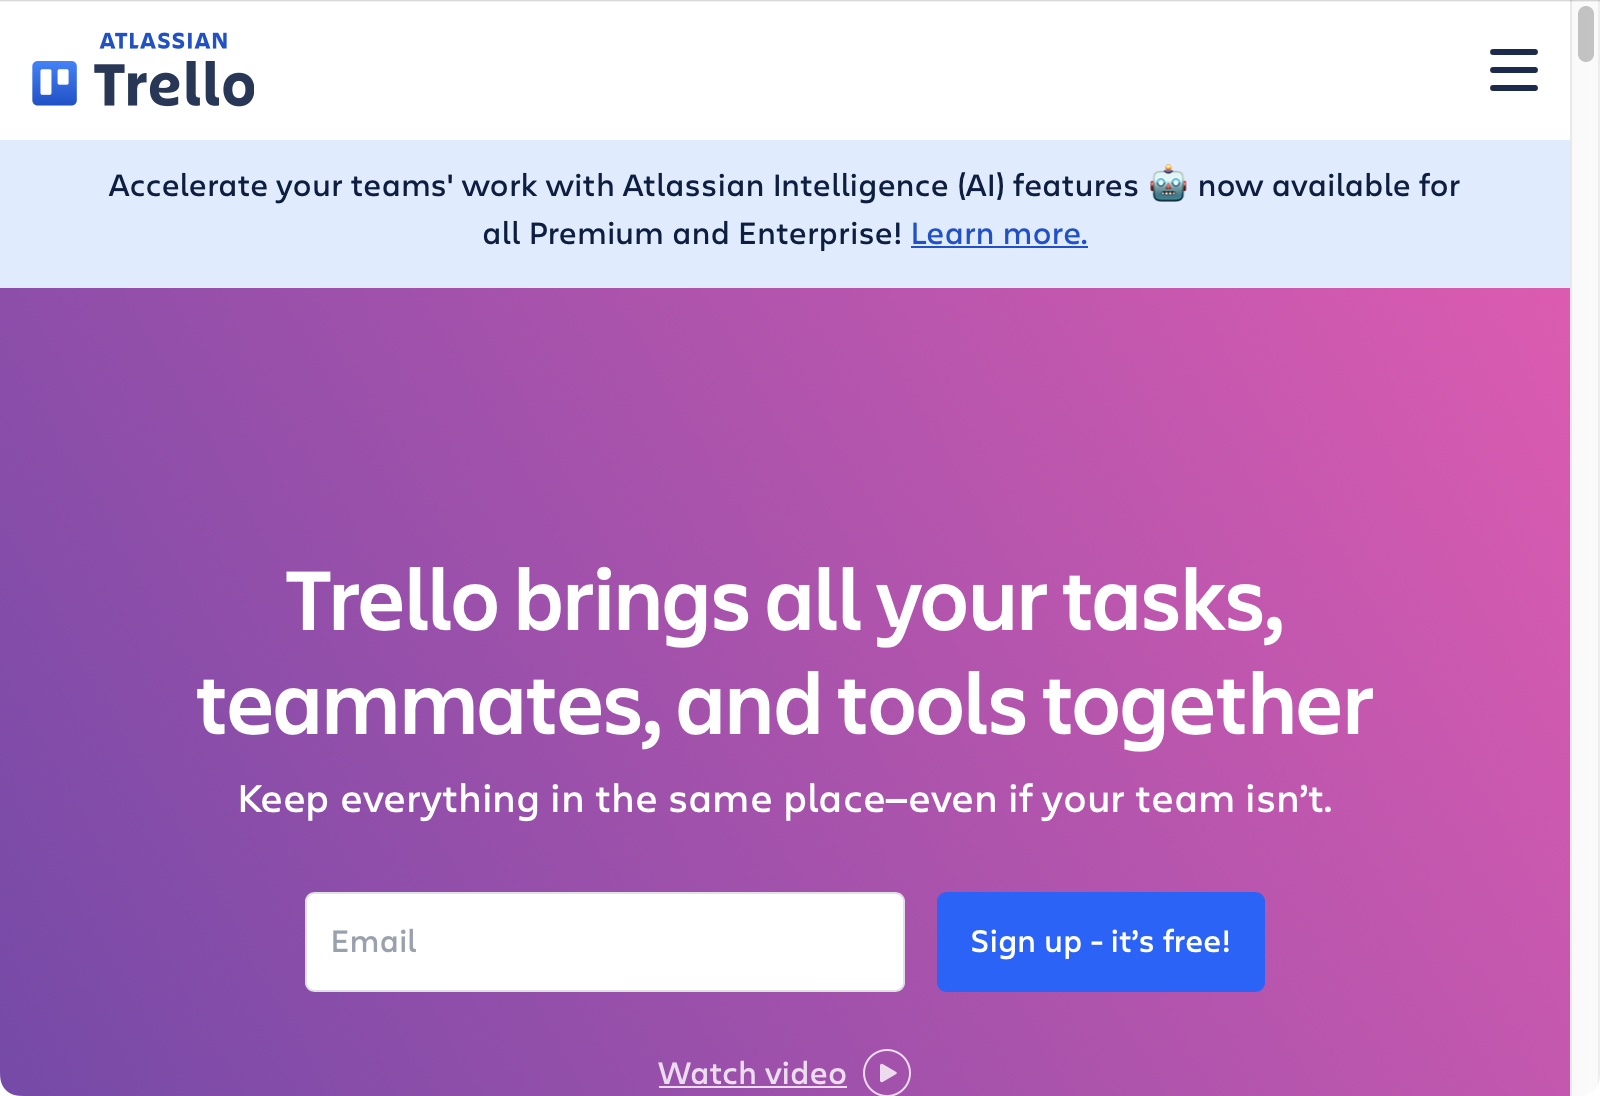 ATLASSIAN
Trello
Accelerate your teams' work with Atlassian Intelligence (AI) features 🤖 now available for
all Premium and Enterprise! Learn more.
Trello brings all your tasks,
teammates, and tools together
Keep everything in the same place—even if your team isn’t.
Email
Sign up - it’s free!
Watch video